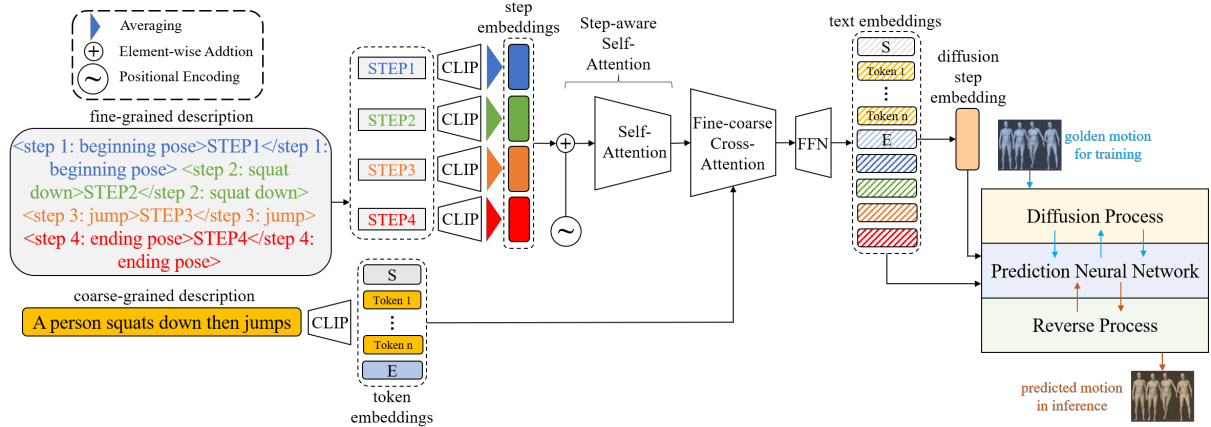 Averaging
Element-wise Addtion
Positional Encoding
fine-grained description
<step 1: beginning pose>STEP1</step 1:
beginning pose> <step 2: squat
down>STEP2</step 2: squat down>
<step 3: jump>STEP3</step 3: jump>
<step 4: ending pose>STEP4</step 4:
ending pose>
coarse-grained description
A person squats down then jumps
CLIP
STEP1
CLIP
STEP2
CLIP
STEP3
CLIP
STEP4
CLIP
step
embeddings
S
Token 1
Token n
E
token
embeddings
Step-aware
Self-
Attention
Self-
Attention
Fine-coarse
Cross-
Attention
FFN
text embeddings
S
Token 1
Token n
E
diffusion
step
embedding
golden motion
for training
Diffusion Process
Prediction Neural Network
Reverse Process
predicted motion
in inference